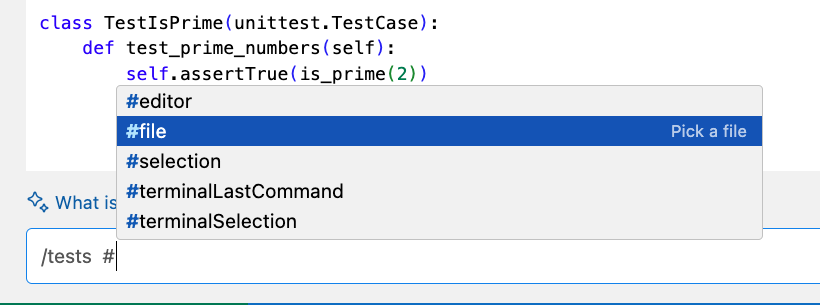 class TestIsPrime(unittest.TestCase):
def test_prime_numbers(self):
self.assertTrue(is_prime(2))
#editor
#file Pick a file
#selection
#terminalLastCommand
#terminalSelection
What is
/tests #